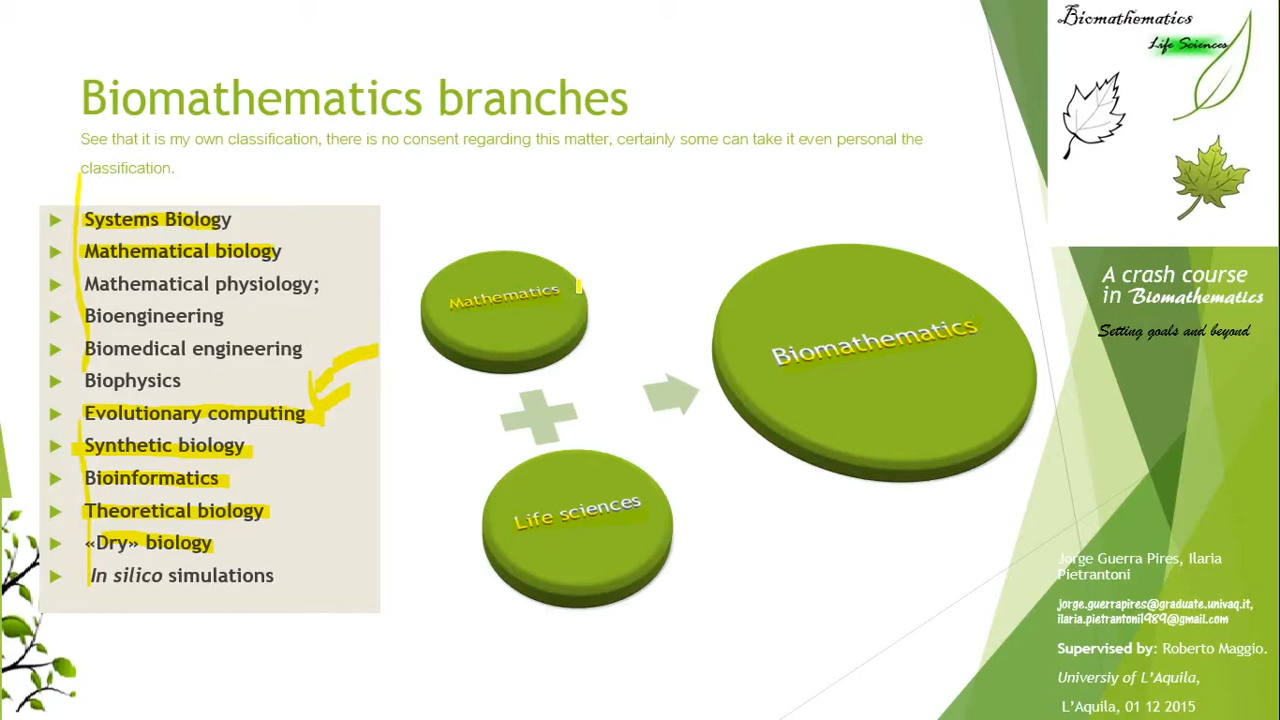 Biomathematics branches
See that it is my own classification, there is no consent regarding this matter, certainly some can take it even personal the
classification.
Systems Biology
Mathematical biology
Mathematical physiology;
Bioengineering
Biomedical engineering
Biophysics
Evolutionary computing
Synthetic biology
Bioinformatics
Theoretical biology
«Dry» biology
In silico simulations
Mathematics
Life sciences
Biomathematics
Biomathematics
Life Sciences
A crash course
in Biomathematics
Setting goals and beyond
Jorge Guerra Pires, Ilaria
Pietrantoni
jorge.guerrapires@graduate.univaq.it,
ilaria.pietrantoni1989@gmail.com
Supervised by: Roberto Maggio.
Universiy of L'Aquila,
L'Aquila, 01 12 2015